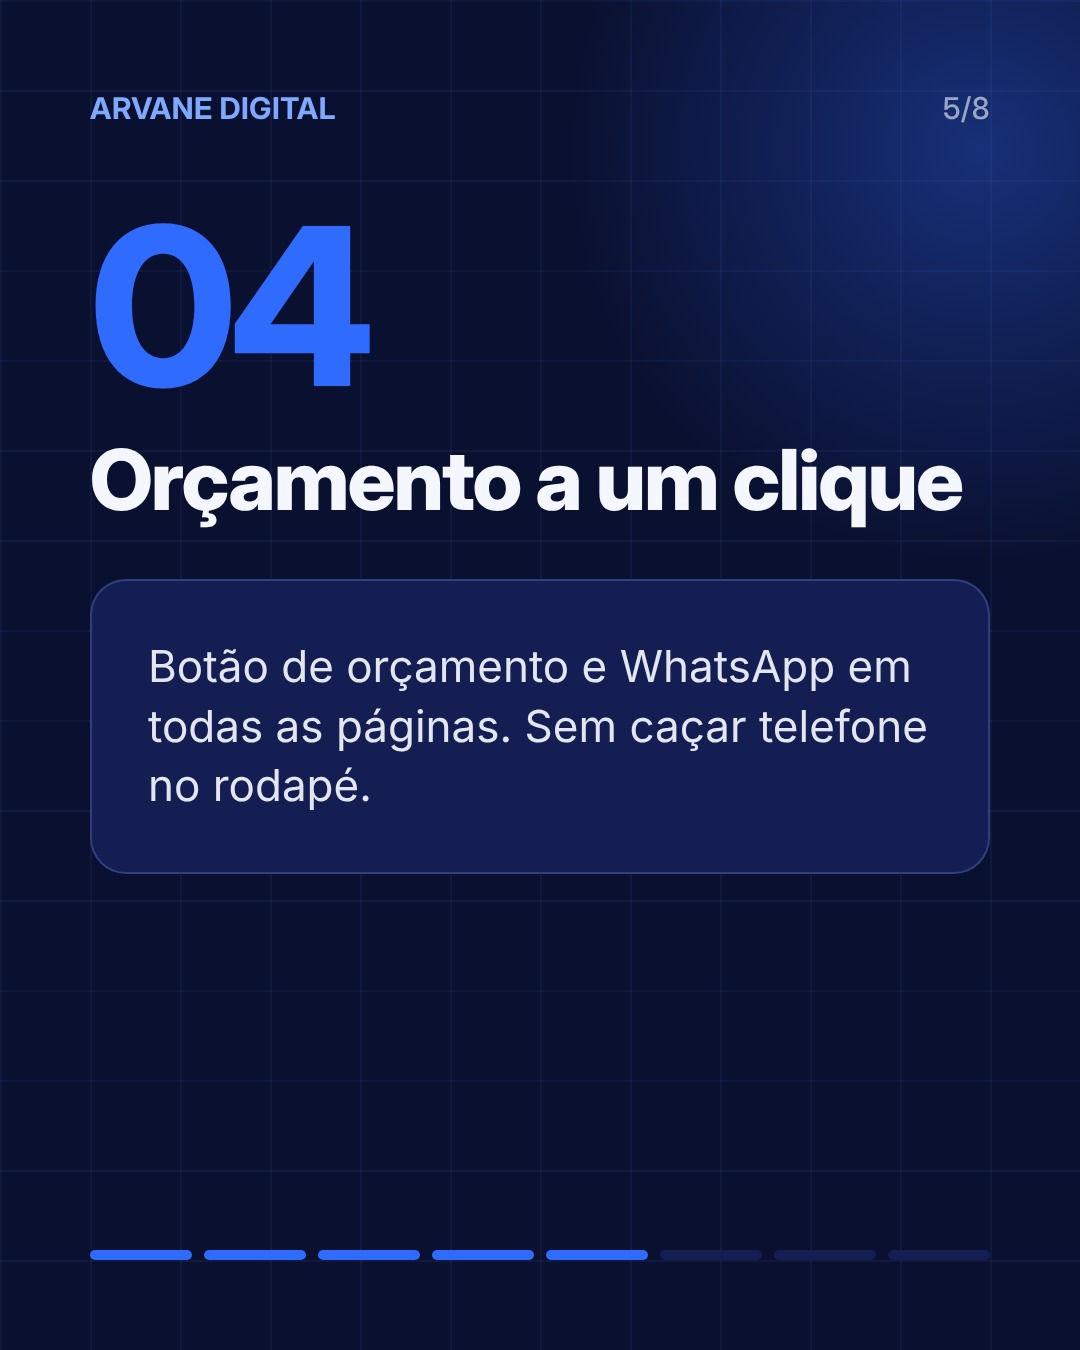 ARVANE DIGITAL
5/8
04
Orçamento a um clique
Botão de orçamento e WhatsApp em
todas as páginas. Sem caçar telefone
no rodapé.